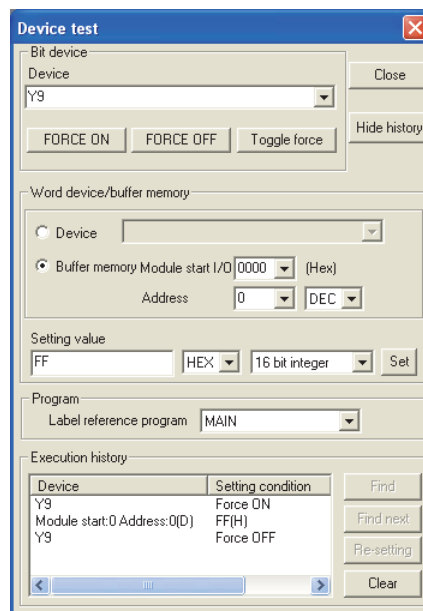 Device test
Bit device
Device
Close
Y9
FORCE ON FORCE OFF Toggle force
Hide history
Word device/buffer memory
Device
Buffer memory Module start I/O 0000 (Hex)
Address 0 DEC
Setting value
FF HEX 16 bit integer Set
Program
Label reference program MAIN
Execution history
Device Setting condition
Y9 Force ON
Module start:0 Address:0(D) FF(H)
Y9 Force OFF
Find
Find next
Re-setting
Clear